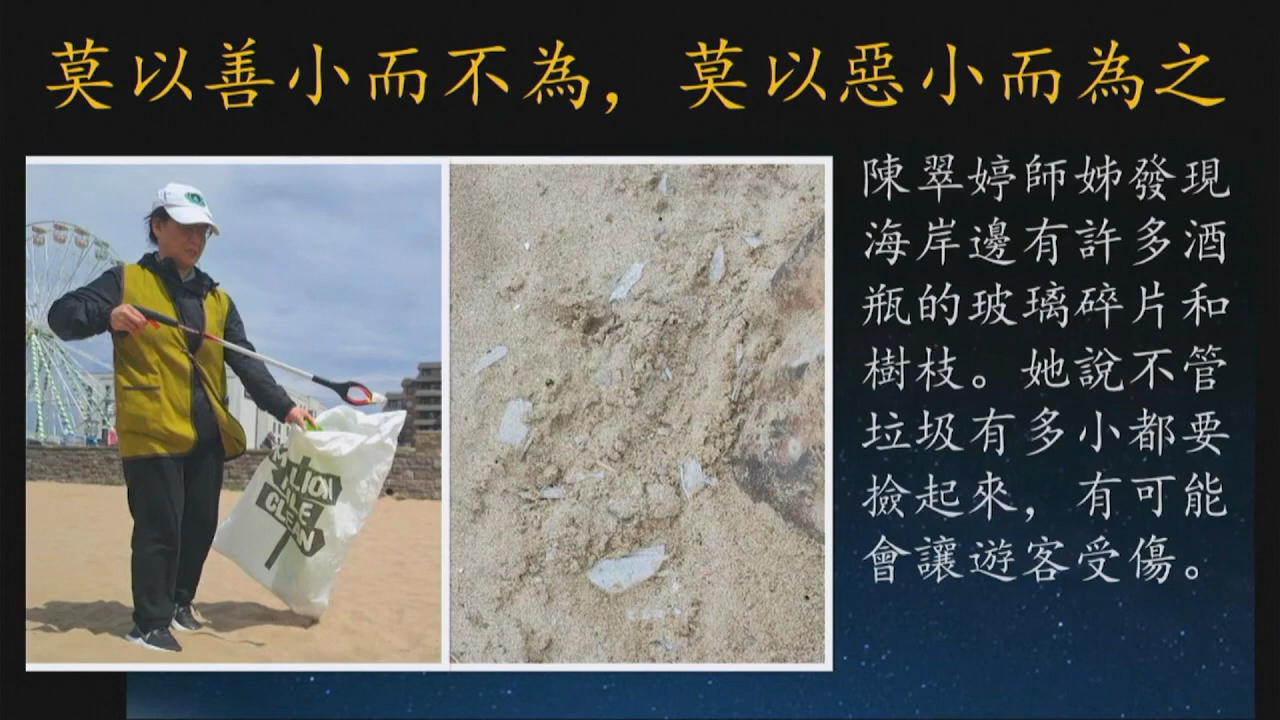 莫以善小而不為，莫以惡小而為之
陳翠婷師姊發現
海岸邊有許多酒
瓶的玻璃碎片和
樹枝。她說不管
垃圾有多小都要
撿起來，有可能
會讓遊客受傷。
MILLION
MILE
CLEAN